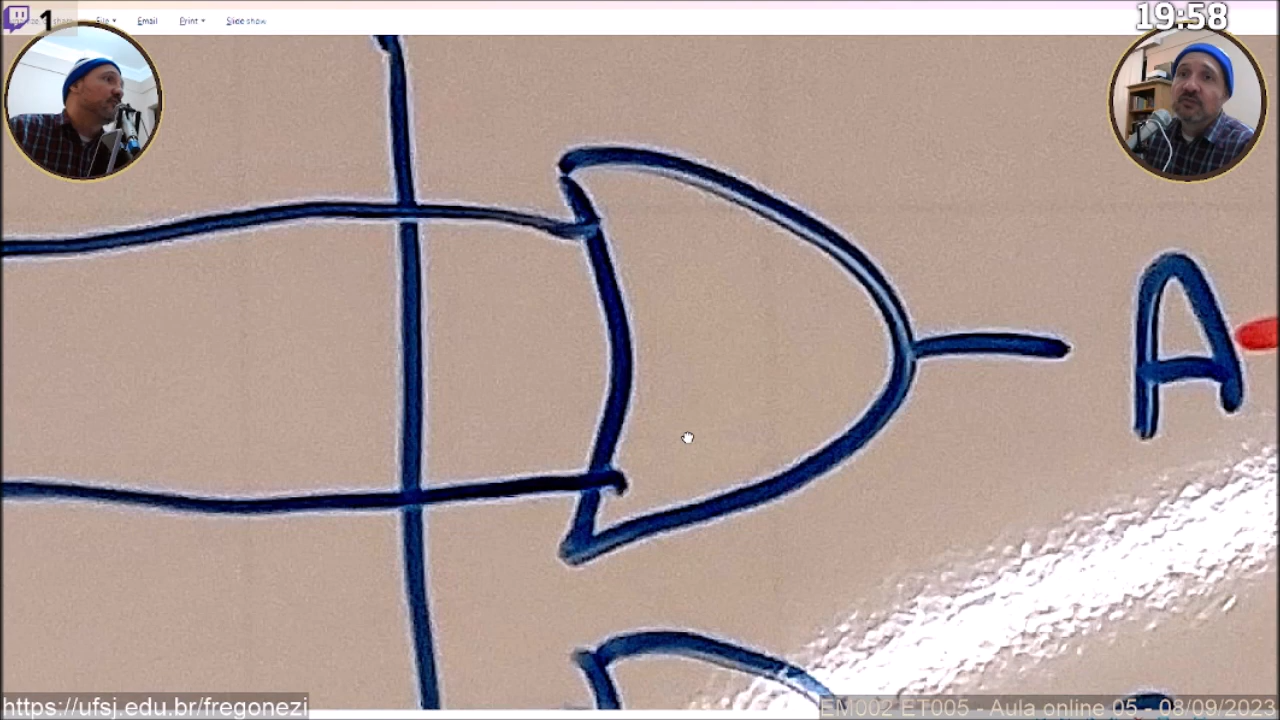 1
File ▾ Email Print ▾ Slide show
19:58
A
https://ufsj.edu.br/fregonezi
EM002 ET005 - Aula online 05 - 08/09/2023